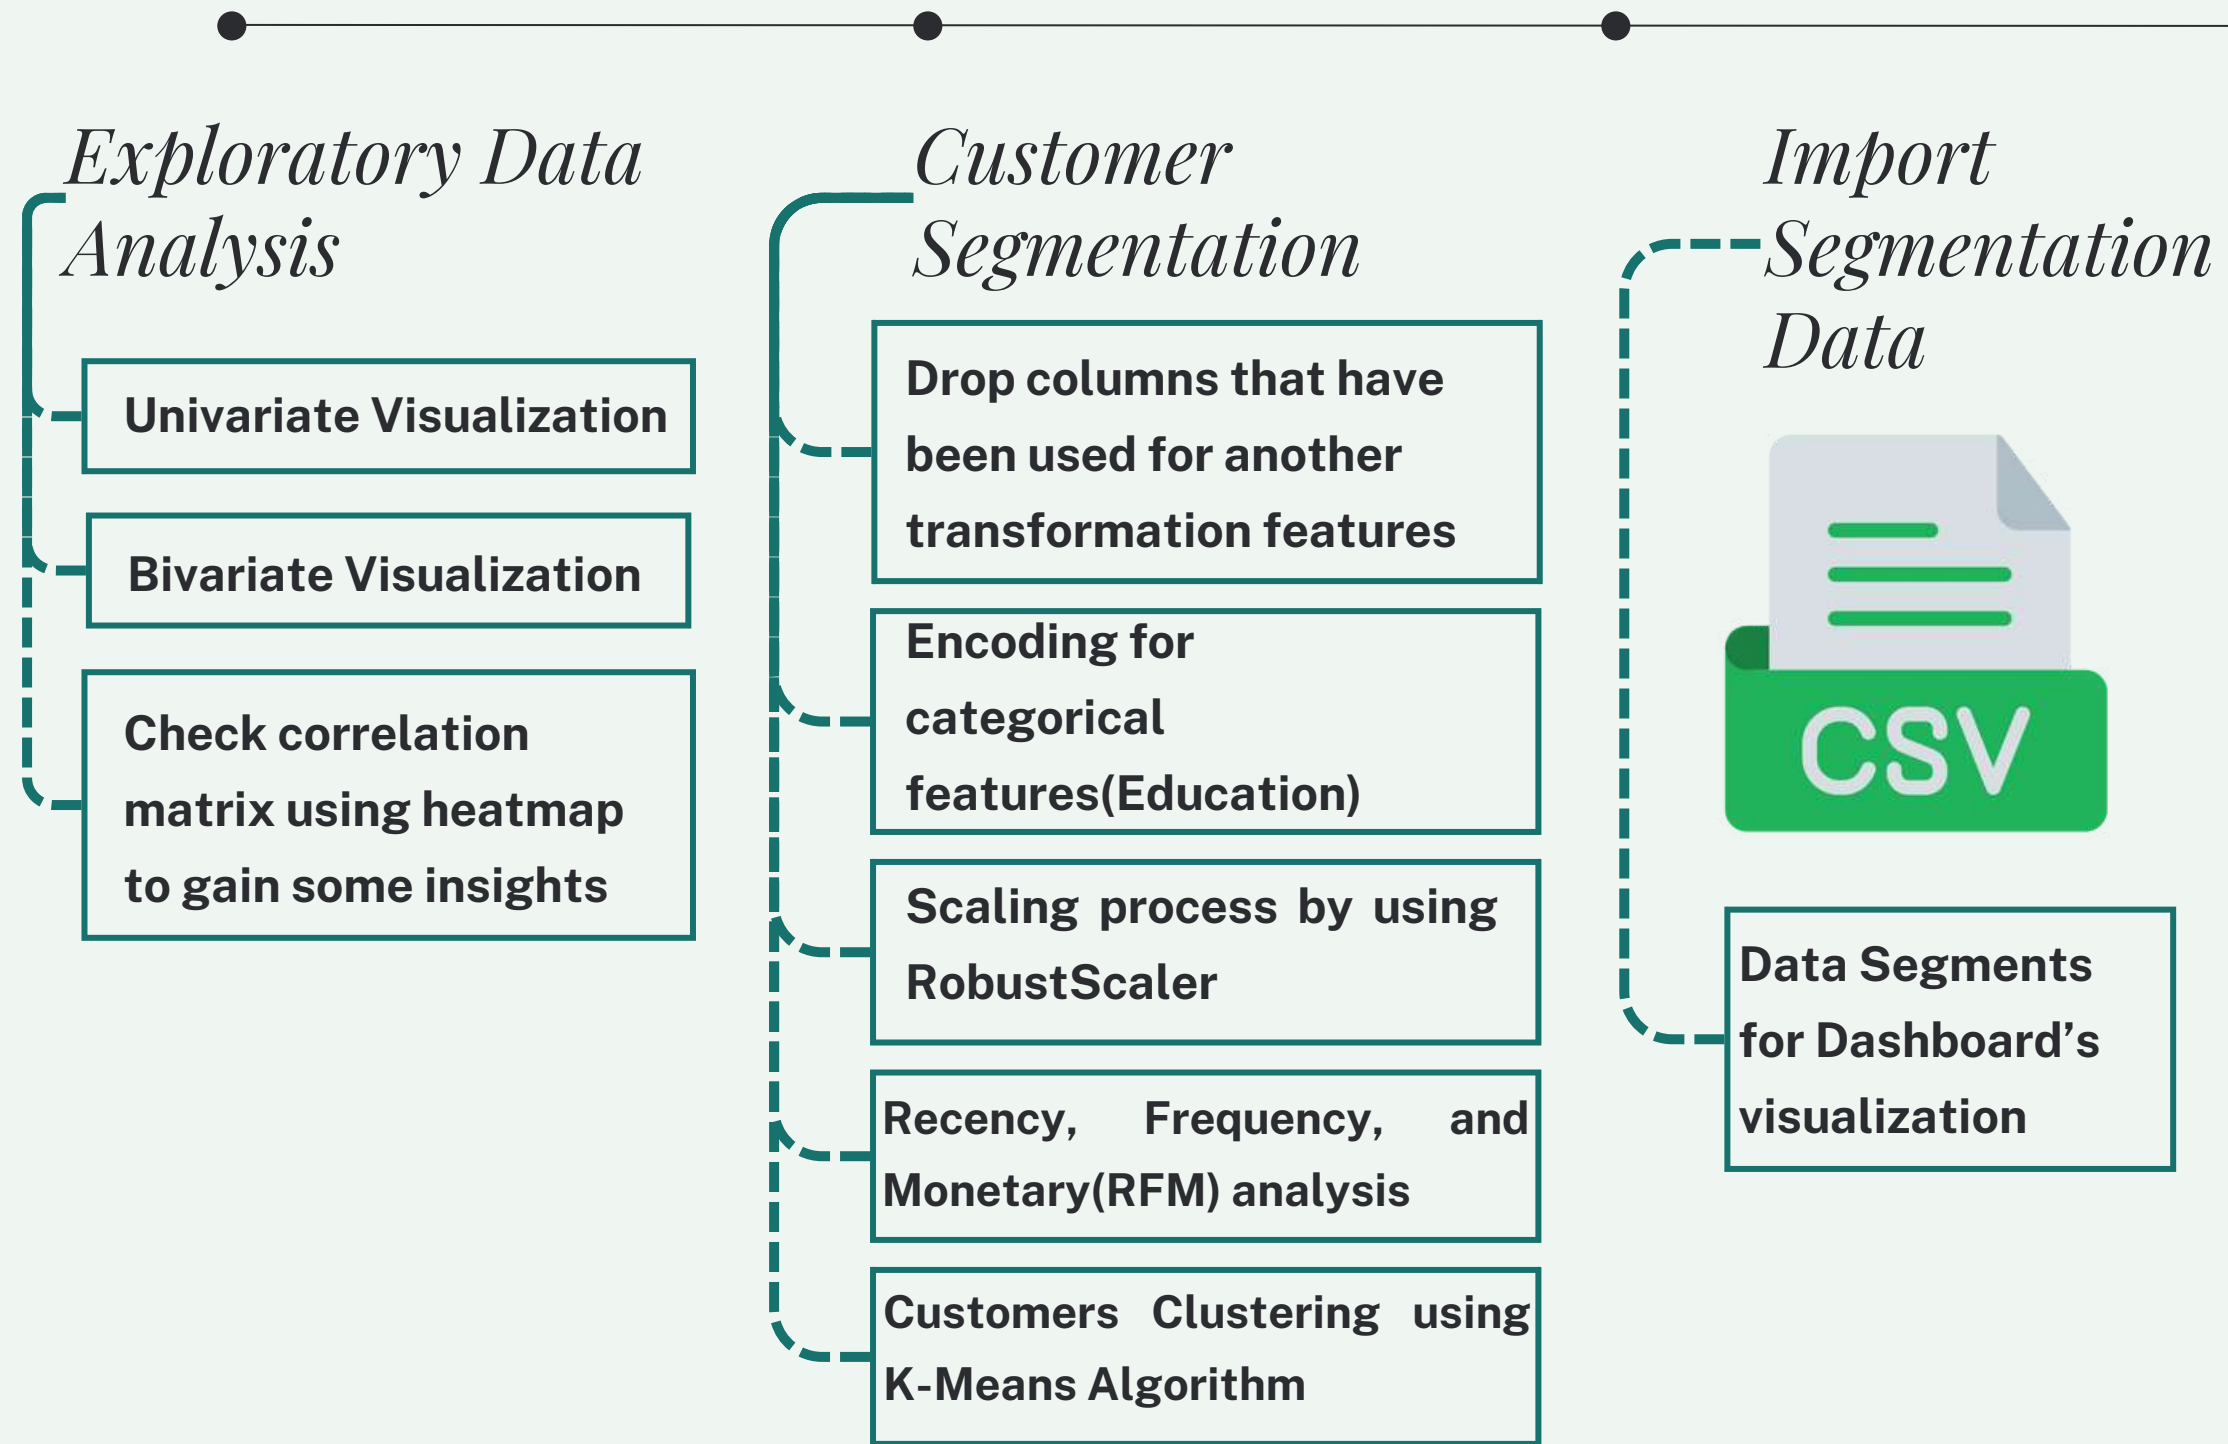 Exploratory Data
Analysis
Univariate Visualization
Bivariate Visualization
Check correlation
matrix using heatmap
to gain some insights
Customer
Segmentation
Drop columns that have
been used for another
transformation features
Encoding for
categorical
features(Education)
Scaling process by using
RobustScaler
Recency, Frequency, and
Monetary(RFM) analysis
Customers Clustering using
K-Means Algorithm
Import
Segmentation
Data
CSV
Data Segments
for Dashboard’s
visualization